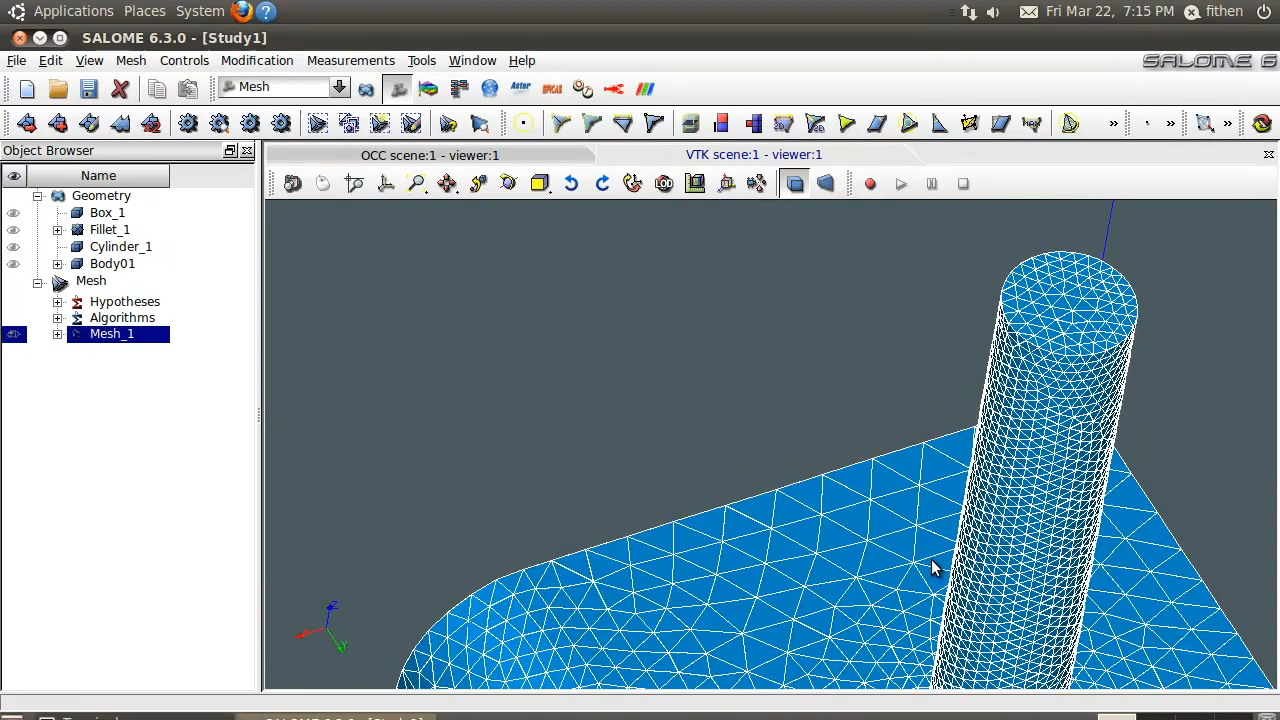 Applications Places System Fri Mar 22, 7:15 PM fithen
SALOME 6.3.0 - [Study1]
File Edit View Mesh Controls Modification Measurements Tools Window Help SALOME 6
Mesh Aster
» » »
Object Browser OCC scene:1 - viewer:1 VTK scene:1 - viewer:1
Name
Geometry
Box_1
Fillet_1
Cylinder_1
Body01
Mesh
Hypotheses
Algorithms
Mesh_1
Z
Y